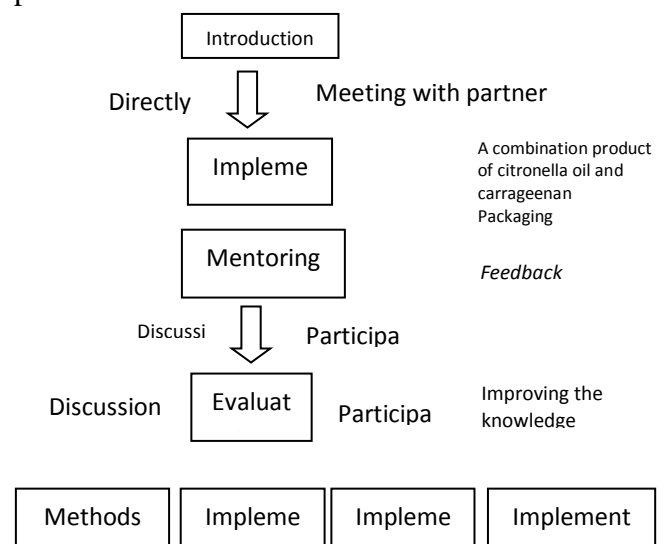 Introduction
Directly
Meeting with partner
Impleme
A combination product
of citronella oil and
carrageenan
Packaging
Mentoring
Feedback
Discussi
Participa
Discussion
Evaluat
Participa
Improving the
knowledge
Methods
Impleme
Impleme
Implement